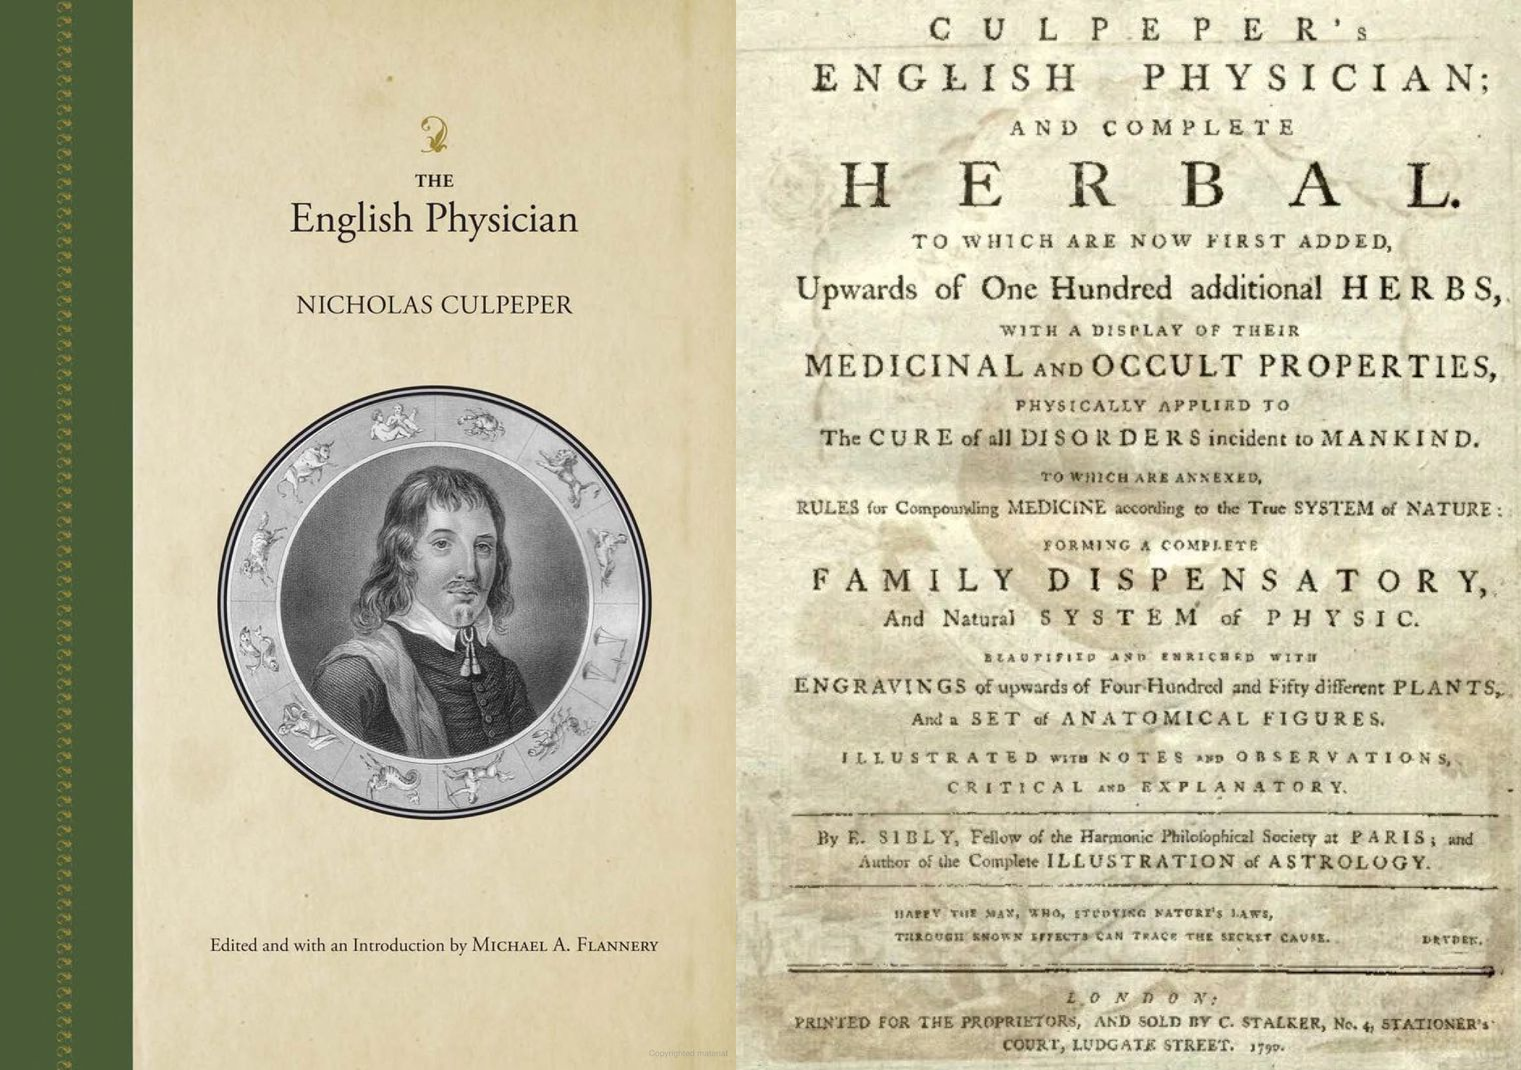 THE
English Physician
NICHOLAS CULPEPER
Edited and with an Introduction by MICHAEL A. FLANNERY
Copyrighted material
CULPEPER's
ENGLISH PHYSICIAN;
AND COMPLETE
HERBAL.
TO WHICH ARE NOW FIRST ADDED,
Upwards of One Hundred additional HERBS,
WITH A DISPLAY OF THEIR
MEDICINAL AND OCCULT PROPERTIES,
PHYSICALLY APPLIED TO
The CURE of all DISORDERS incident to MANKIND.
TO WHICH ARE ANNEXED,
RULES for Compounding MEDICINE according to the True SYSTEM of NATURE:
FORMING A COMPLETE
FAMILY DISPENSATORY,
And Natural SYSTEM of PHYSIC.
BEAUTIFIED AND ENRICHED WITH
ENGRAVINGS of upwards of Four Hundred and Fifty different PLANTS,
And a SET of ANATOMICAL FIGURES.
ILLUSTRATED WITH NOTES AND OBSERVATIONS,
CRITICAL AND EXPLANATORY.
By E. SIBLY, Fellow of the Harmonic Philoſophical Society at PARIS; and
Author of the Complete ILLUSTRATION of ASTROLOGY.
HAPPY THE MAN, WHO, STUDYING NATURE'S LAWS,
THROUGH KNOWN EFFECTS CAN TRACE THE SECRET CAUSE. DRYDEN.
LONDON:
PRINTED FOR THE PROPRIETORS, AND SOLD BY C. STALKER, No. 4, STATIONER's
COURT, LUDGATE STREET. 1790.